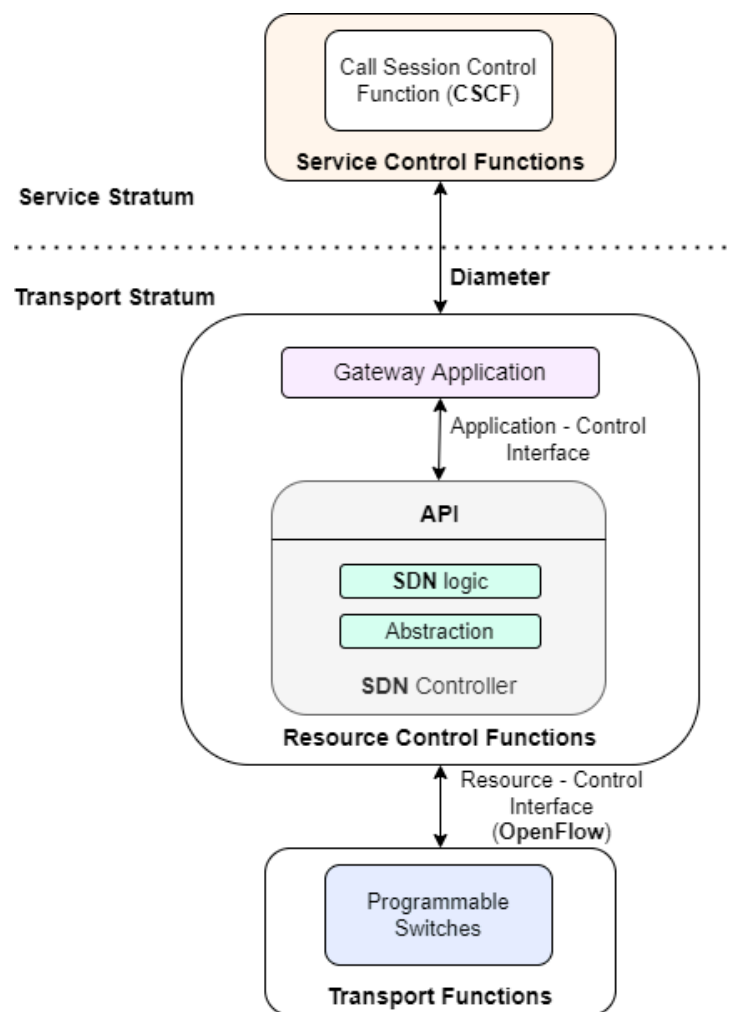 Call Session Control
Function (CSCF)
Service Control Functions
Service Stratum
Diameter
Transport Stratum
Gateway Application
Application - Control
Interface
API
SDN logic
Abstraction
SDN Controller
Resource Control Functions
Resource - Control
Interface
(OpenFlow)
Programmable
Switches
Transport Functions